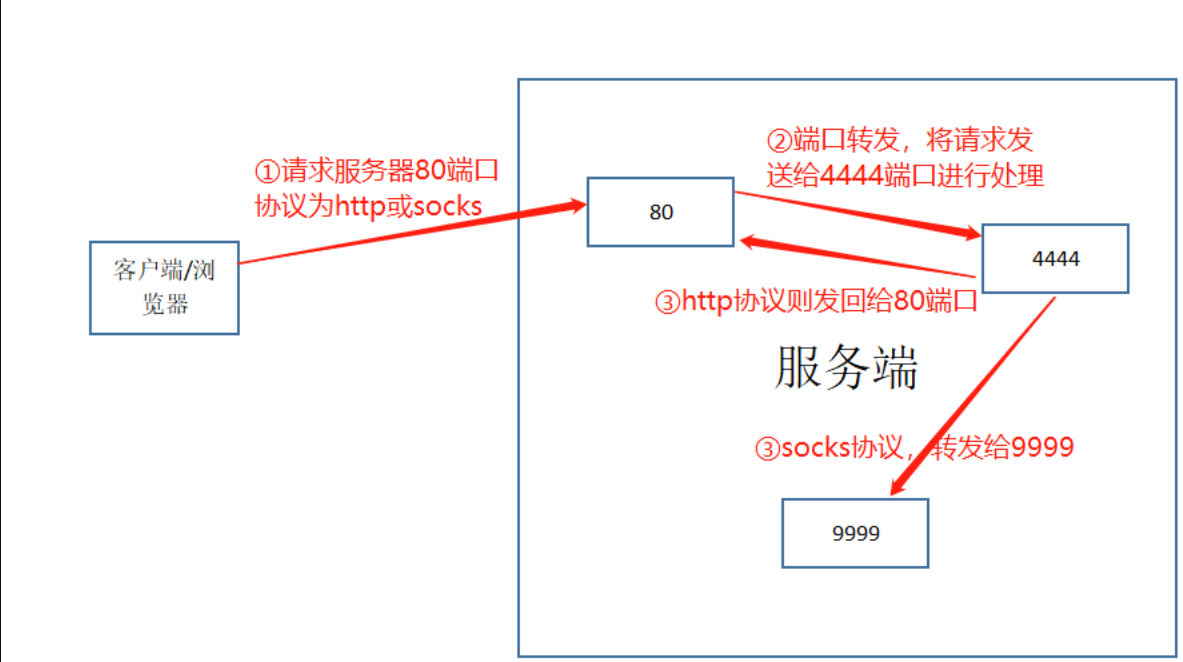 ②端口转发，将请求发
送给4444端口进行处理
①请求服务器80端口
协议为http或socks
80
4444
客户端/浏
览器
③http协议则发回给80端口
服务端
③socks协议，转发给9999
9999